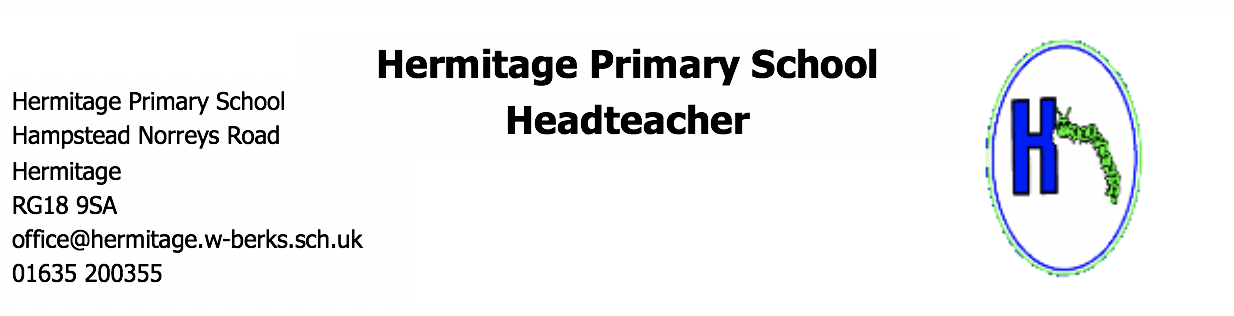 Hermitage Primary School
Headteacher
Hermitage Primary School
Hampstead Norreys Road
Hermitage
RG18 9SA
office@hermitage.w-berks.sch.uk
01635 200355
H